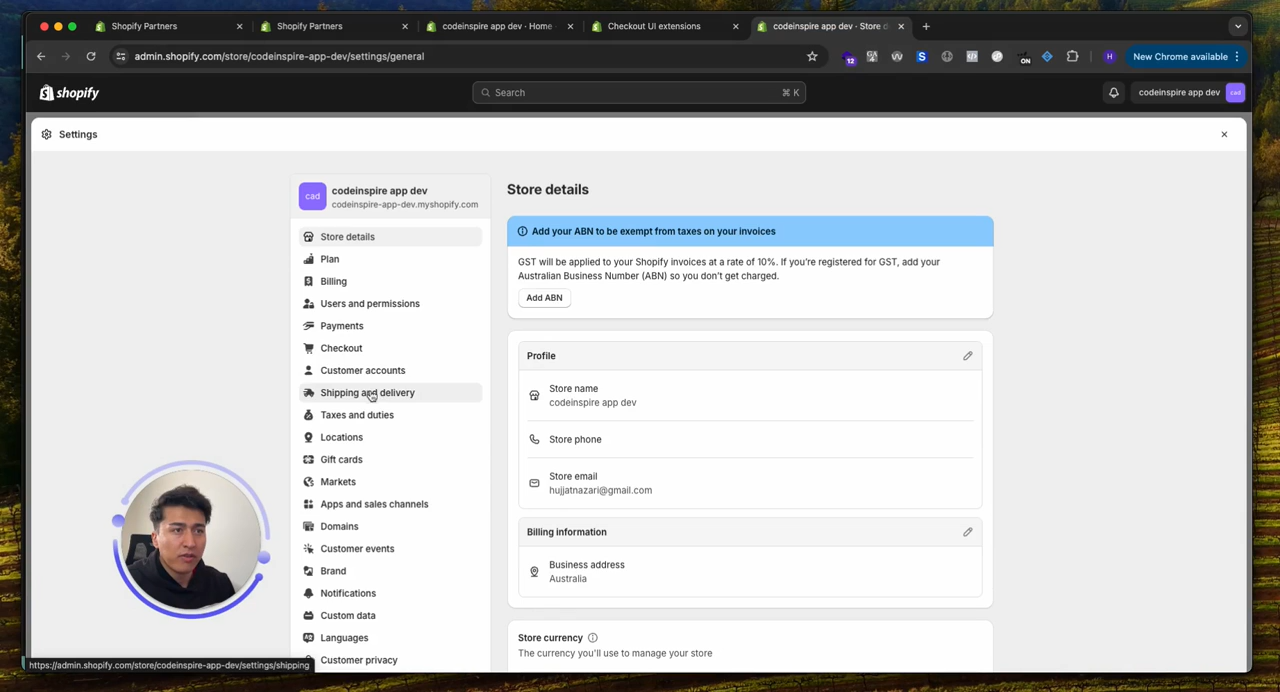 Shopify Partners
Shopify Partners
codeinspire app dev · Home
Checkout UI extensions
codeinspire app dev · Store d
admin.shopify.com/store/codeinspire-app-dev/settings/general
12
S
ON
H
New Chrome available
shopify
Search
⌘ K
codeinspire app dev
cad
Settings
cad
codeinspire app dev
codeinspire-app-dev.myshopify.com
Store details
Plan
Billing
Users and permissions
Payments
Checkout
Customer accounts
Shipping and delivery
Taxes and duties
Locations
Gift cards
Markets
Apps and sales channels
Domains
Customer events
Brand
Notifications
Custom data
Languages
Customer privacy
Store details
Add your ABN to be exempt from taxes on your invoices
GST will be applied to your Shopify invoices at a rate of 10%. If you're registered for GST, add your
Australian Business Number (ABN) so you don't get charged.
Add ABN
Profile
Store name
codeinspire app dev
Store phone
Store email
hujjatnazari@gmail.com
Billing information
Business address
Australia
Store currency
The currency you'll use to manage your store
https://admin.shopify.com/store/codeinspire-app-dev/settings/shipping